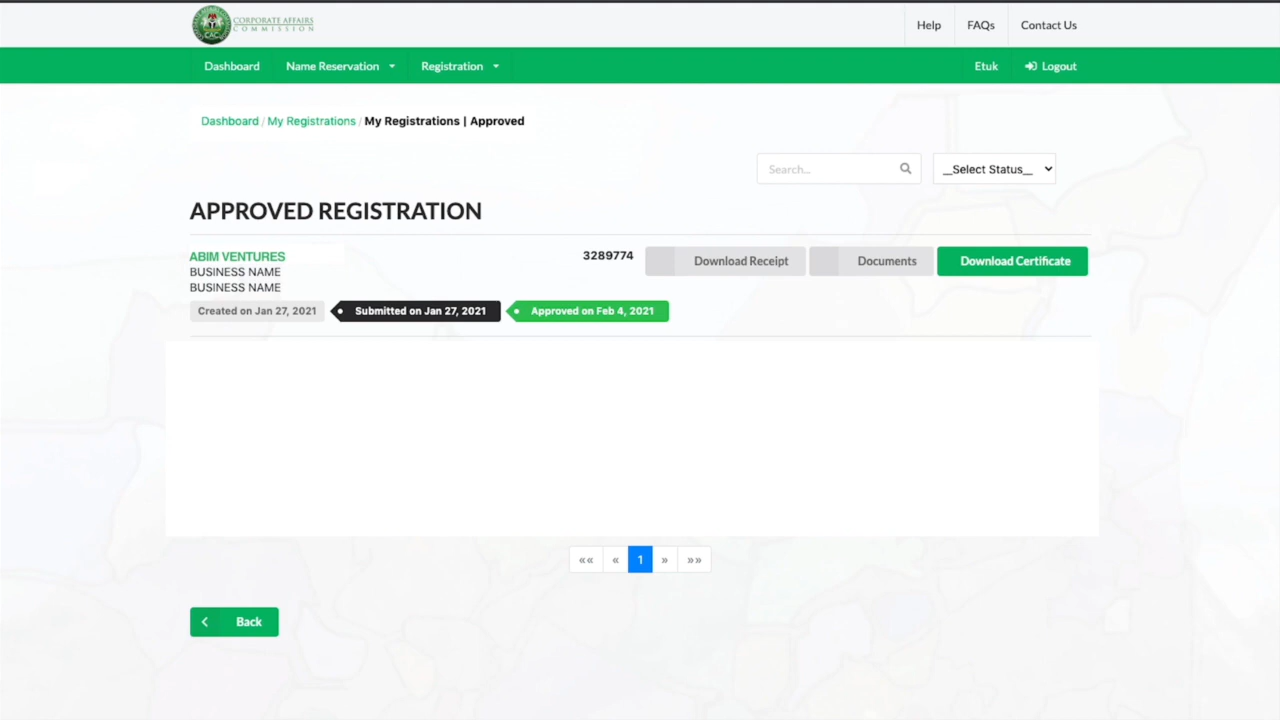 CORPORATE AFFAIRS
COMMISSION
CAC
Help
FAQs
Contact Us
Dashboard
Name Reservation
Registration
Etuk
Logout
Dashboard / My Registrations / My Registrations | Approved
Search...
__Select Status__
APPROVED REGISTRATION
ABIM VENTURES
3289774
Download Receipt
Documents
Download Certificate
BUSINESS NAME
BUSINESS NAME
Created on Jan 27, 2021
Submitted on Jan 27, 2021
Approved on Feb 4, 2021
«« « 1 » »»
Back